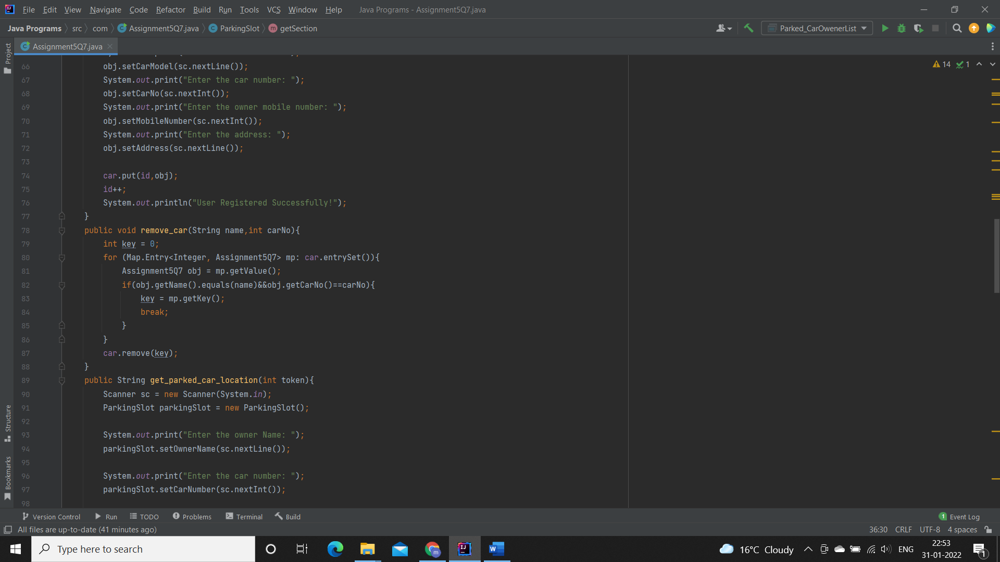 File Edit View Navigate Code Refactor Build Run Tools VCS Window Help Java Programs - Assignment5Q7.java
Java Programs src com Assignment5Q7.java ParkingSlot getSection Parked_CarOwenerList
Project
Assignment5Q7.java
14 1
66 obj.setCarModel(sc.nextLine());
67 System.out.print("Enter the car number: ");
68 obj.setCarNo(sc.nextInt());
69 System.out.print("Enter the owner mobile number: ");
70 obj.setMobileNumber(sc.nextInt());
71 System.out.print("Enter the address: ");
72 obj.setAddress(sc.nextLine());
73
74 car.put(id,obj);
75 id++;
76 System.out.println("User Registered Successfully!");
77 }
78 public void remove_car(String name,int carNo){
79 int key = 0;
80 for (Map.Entry<Integer, Assignment5Q7> mp: car.entrySet()){
81 Assignment5Q7 obj = mp.getValue();
82 if(obj.getName().equals(name)&&obj.getCarNo()==carNo){
83 key = mp.getKey();
84 break;
85 }
86 }
87 car.remove(key);
88 }
89 public String get_parked_car_location(int token){
90 Scanner sc = new Scanner(System.in);
91 ParkingSlot parkingSlot = new ParkingSlot();
92
93 System.out.print("Enter the owner Name: ");
94 parkingSlot.setOwnerName(sc.nextLine());
95
96 System.out.print("Enter the car number: ");
97 parkingSlot.setCarNumber(sc.nextInt());
98
Structure
Bookmarks
Version Control Run TODO Problems Terminal Build 1 Event Log
All files are up-to-date (41 minutes ago) 36:30 CRLF UTF-8 4 spaces
Type here to search 16°C Cloudy ENG 22:53
31-01-2022 1